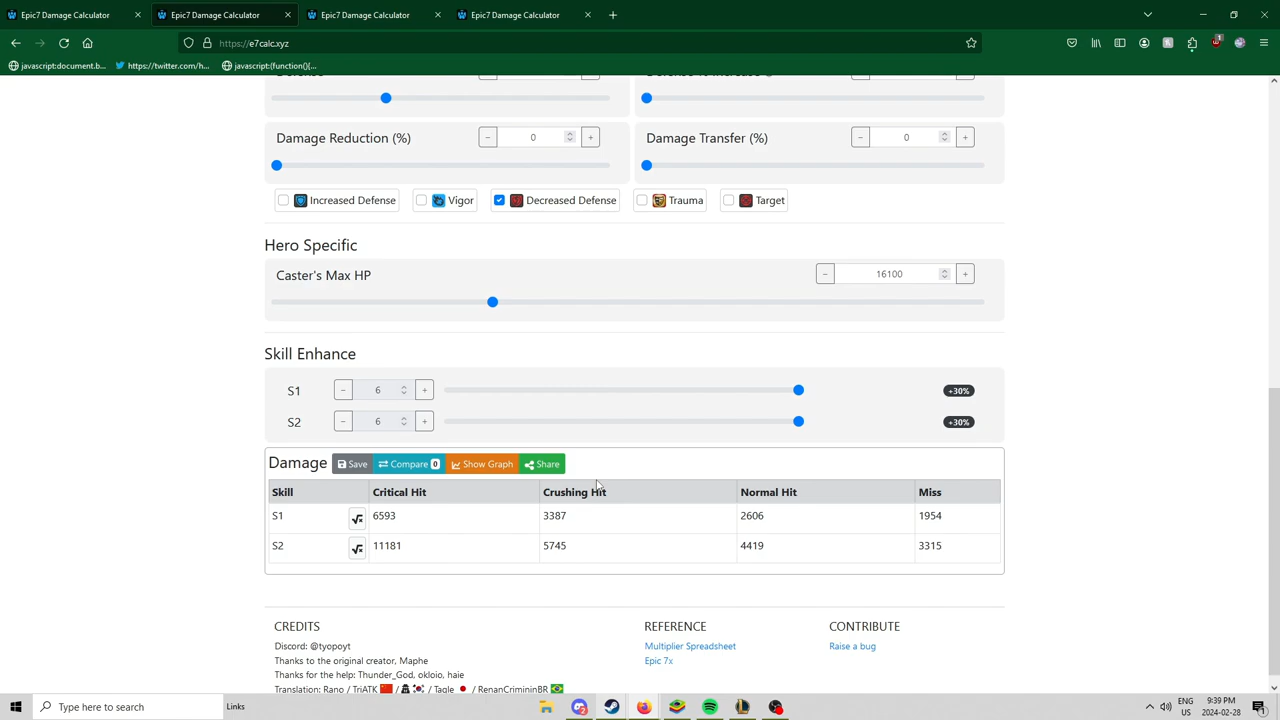 Epic7 Damage Calculator
Epic7 Damage Calculator
Epic7 Damage Calculator
Epic7 Damage Calculator
https://e7calc.xyz
1
javascript:document.b...
https://twitter.com/h...
javascript:(function(){...
Damage Reduction (%)
0
Damage Transfer (%)
0
Increased Defense
Vigor
Decreased Defense
Trauma
Target
Hero Specific
Caster's Max HP
16100
Skill Enhance
S1
6
+30%
S2
6
+30%
Damage
Save
Compare 0
Show Graph
Share
Skill Critical Hit Crushing Hit Normal Hit Miss
S1 6593 3387 2606 1954
S2 11181 5745 4419 3315
CREDITS
Discord: @tyopoyt
Thanks to the original creator, Maphe
Thanks for the help: Thunder_God, okloio, haie
REFERENCE
Multiplier Spreadsheet
Epic 7x
CONTRIBUTE
Raise a bug
Type here to search
Links
ENG
US
9:39 PM
2024-02-28